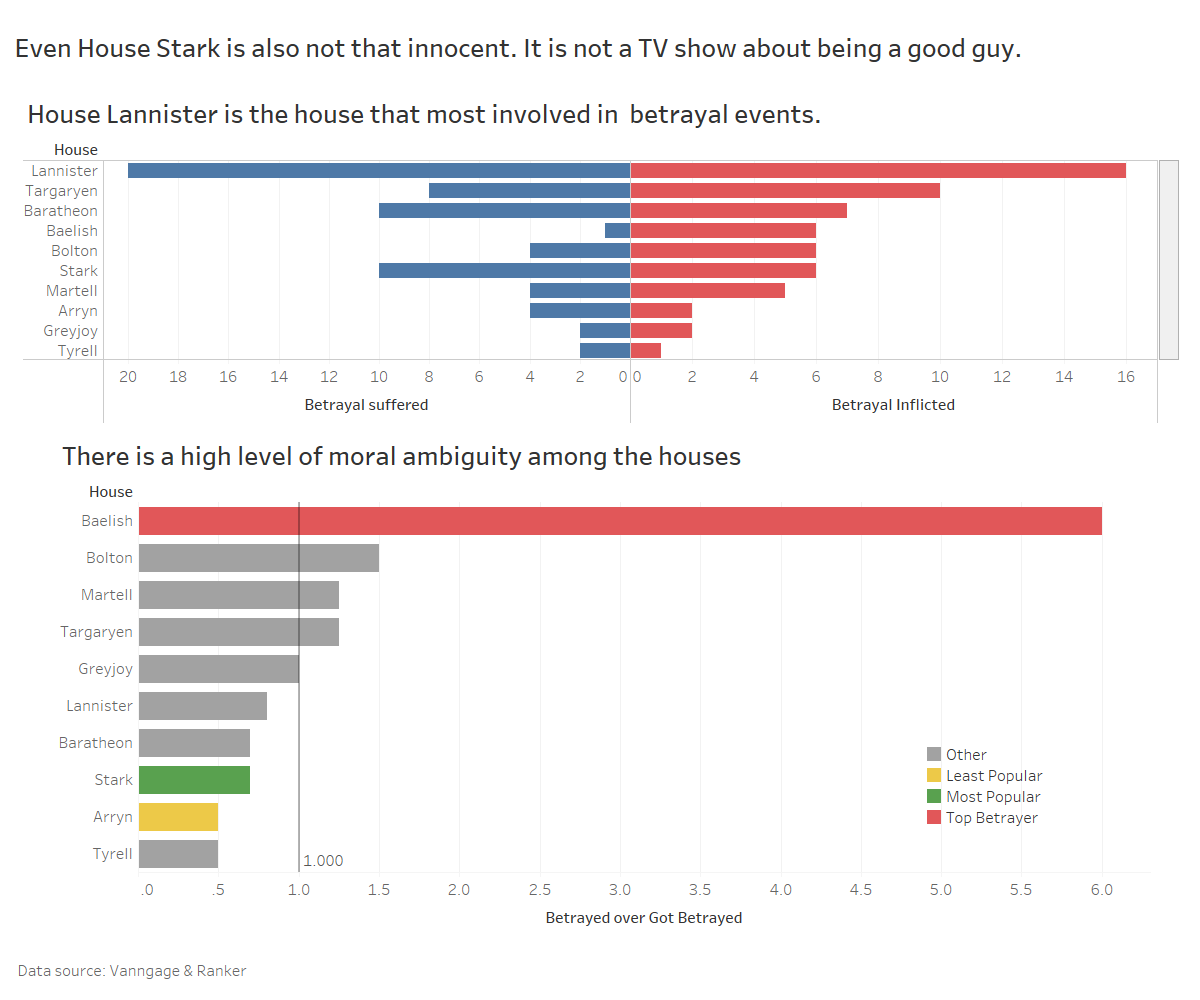 Even House Stark is also not that innocent. It is not a TV show about being a good guy.
House Lannister is the house that most involved in  betrayal events.
House
Lannister
Targaryen
Baratheon
Baelish
Bolton
Stark
Martell
Arryn
Greyjoy
Tyrell
20 18 16 14 12 10 8 6 4 2 0 0 2 4 6 8 10 12 14 16
Betrayal suffered Betrayal Inflicted
There is a high level of moral ambiguity among the houses
House
Baelish
Bolton
Martell
Targaryen
Greyjoy
Lannister
Baratheon
Stark
Arryn
Tyrell
Other
Least Popular
Most Popular
Top Betrayer
1.000
.0 .5 1.0 1.5 2.0 2.5 3.0 3.5 4.0 4.5 5.0 5.5 6.0
Betrayed over Got Betrayed
Data source: Vanngage & Ranker